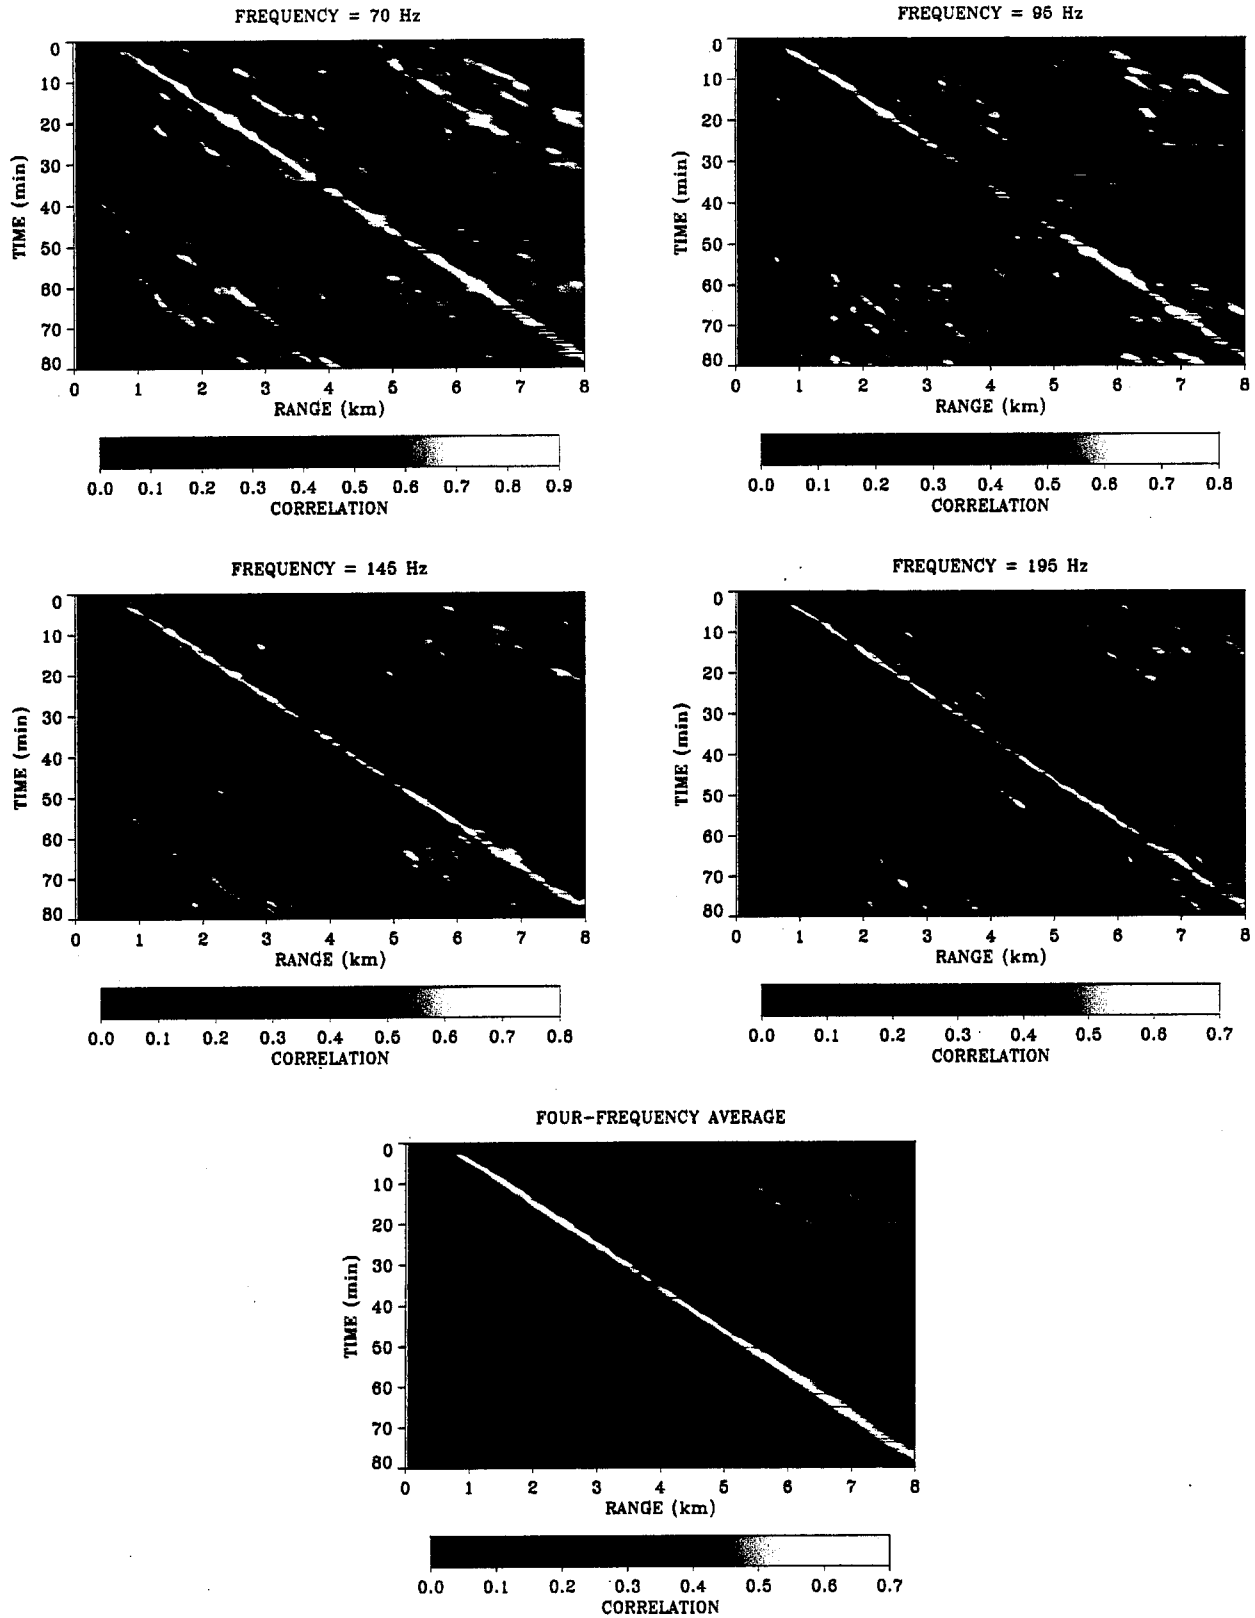 FREQUENCY = 70 Hz
0
10
20
30
40
50
60
70
80
TIME (min)
0 1 2 3 4 5 6 7 8
RANGE (km)
0.0 0.1 0.2 0.3 0.4 0.5 0.6 0.7 0.8 0.9
CORRELATION
FREQUENCY = 95 Hz
0
10
20
30
40
50
60
70
80
TIME (min)
0 1 2 3 4 5 6 7 8
RANGE (km)
0.0 0.1 0.2 0.3 0.4 0.5 0.6 0.7 0.8
CORRELATION
FREQUENCY = 145 Hz
0
10
20
30
40
50
60
70
80
TIME (min)
0 1 2 3 4 5 6 7 8
RANGE (km)
0.0 0.1 0.2 0.3 0.4 0.5 0.6 0.7 0.8
CORRELATION
FREQUENCY = 195 Hz
0
10
20
30
40
50
60
70
80
TIME (min)
0 1 2 3 4 5 6 7 8
RANGE (km)
0.0 0.1 0.2 0.3 0.4 0.5 0.6 0.7
CORRELATION
FOUR-FREQUENCY AVERAGE
0
10
20
30
40
50
60
70
80
TIME (min)
0 1 2 3 4 5 6 7 8
RANGE (km)
0.0 0.1 0.2 0.3 0.4 0.5 0.6 0.7
CORRELATION